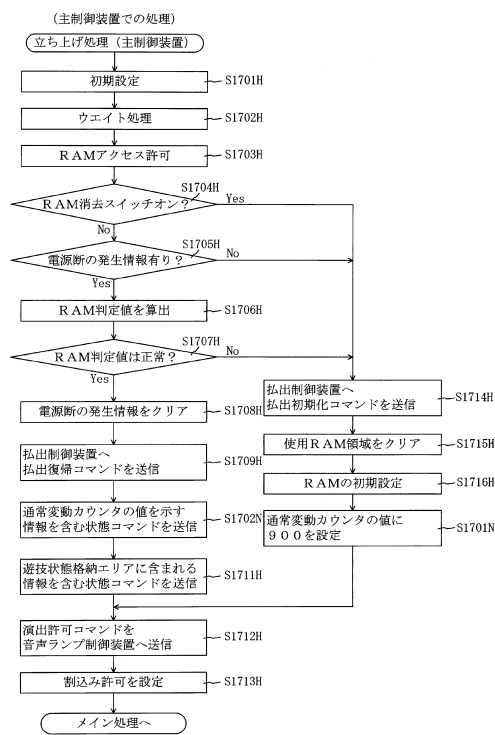 (主制御装置での処理)
立ち上げ処理(主制御装置)
初期設定
S1701H
ウエイト処理
S1702H
RAMアクセス許可
S1703H
RAM消去スイッチオン?
S1704H
Yes
No
電源断の発生情報有り?
S1705H
No
Yes
RAM判定値を算出
S1706H
RAM判定値は正常?
S1707H
No
Yes
電源断の発生情報をクリア
S1708H
払出制御装置へ
払出復帰コマンドを送信
S1709H
通常変動カウンタの値を示す
情報を含む状態コマンドを送信
S1702N
遊技状態格納エリアに含まれる
情報を含む状態コマンドを送信
S1711H
払出制御装置へ
払出初期化コマンドを送信
S1714H
使用RAM領域をクリア
S1715H
RAMの初期設定
S1716H
通常変動カウンタの値に
900を設定
S1701N
演出許可コマンドを
音声ランプ制御装置へ送信
S1712H
割込み許可を設定
S1713H
メイン処理へ